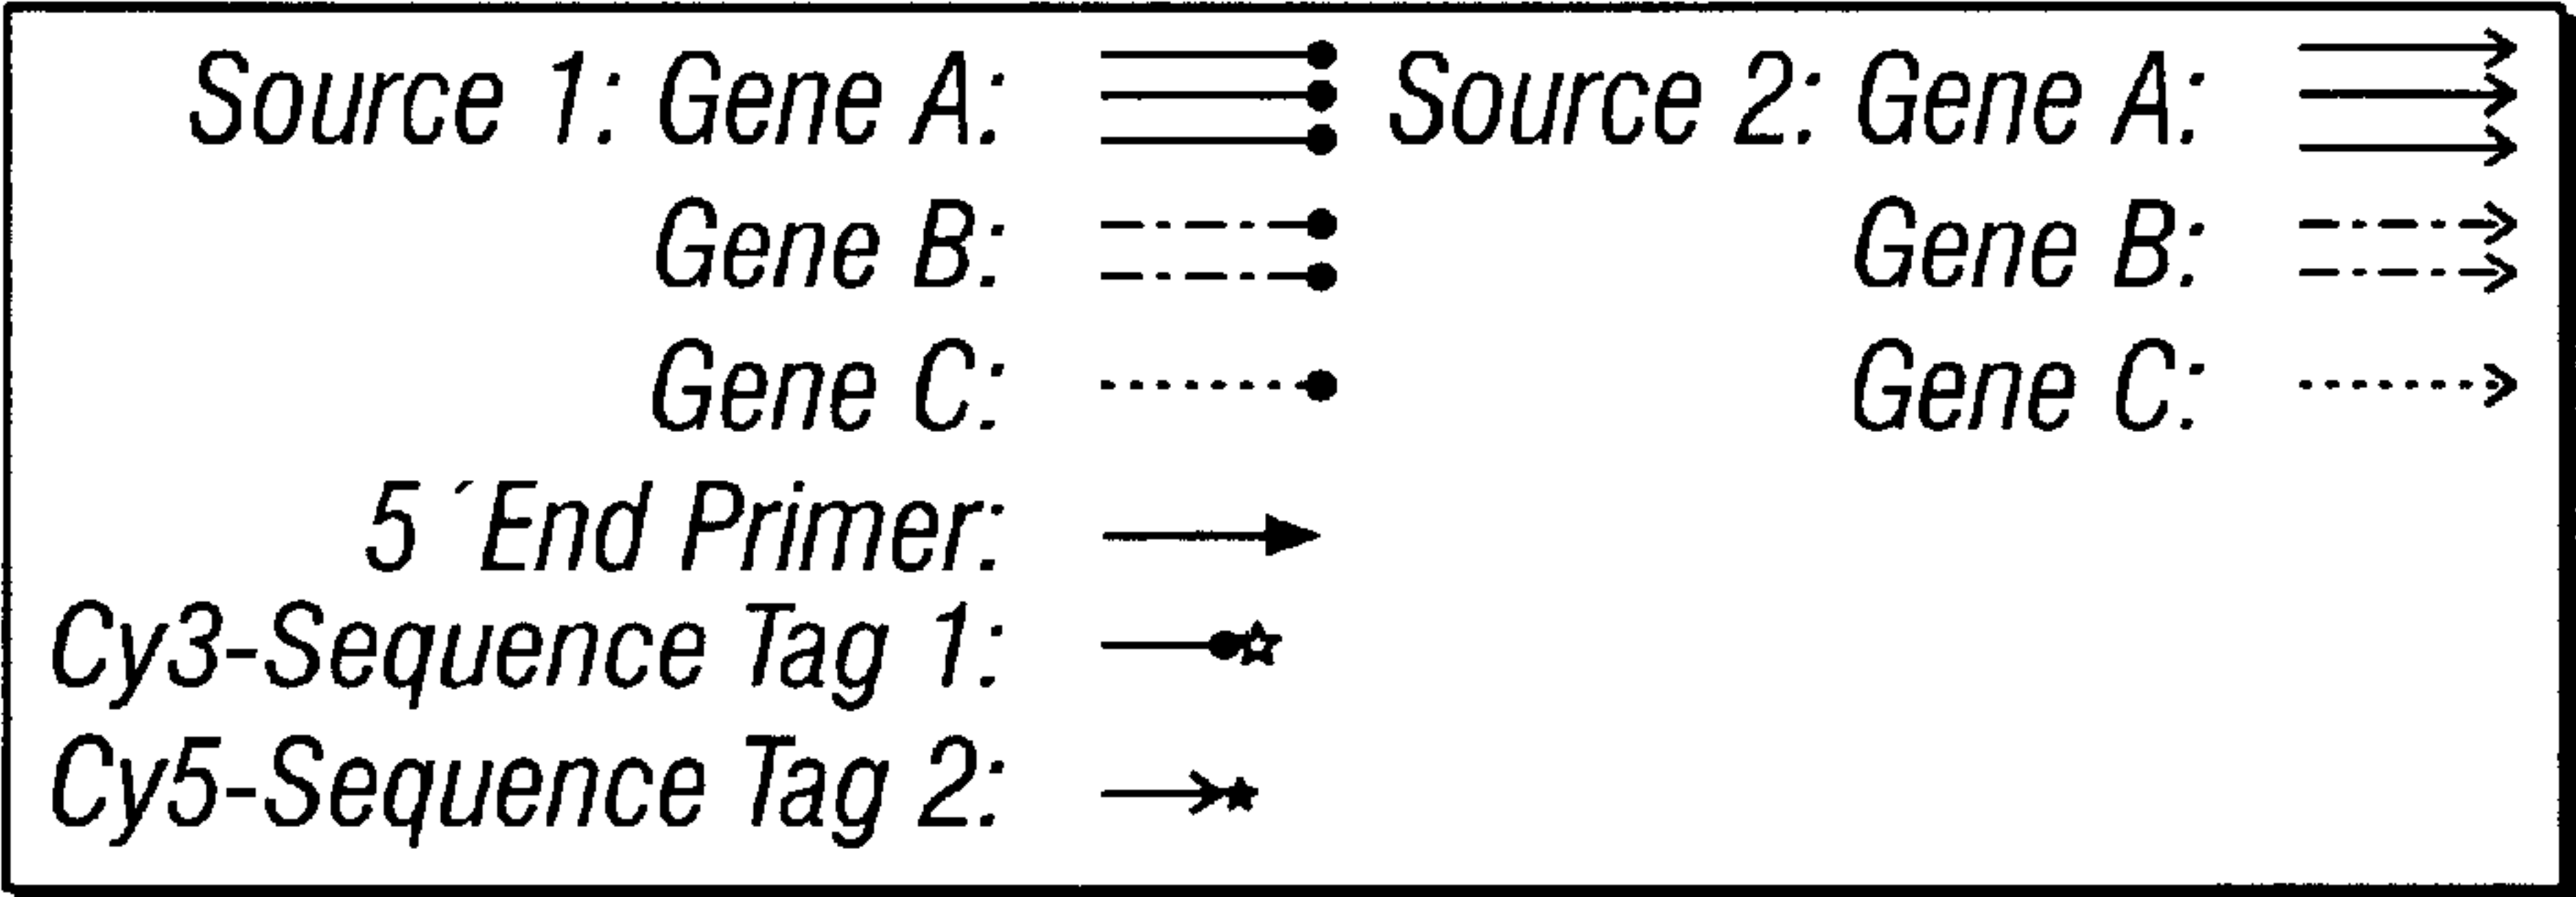 Source 1: Gene A: Source 2: Gene A:
Gene B: Gene B:
Gene C: Gene C:
5´End Primer:
Cy3-Sequence Tag 1:
Cy5-Sequence Tag 2: